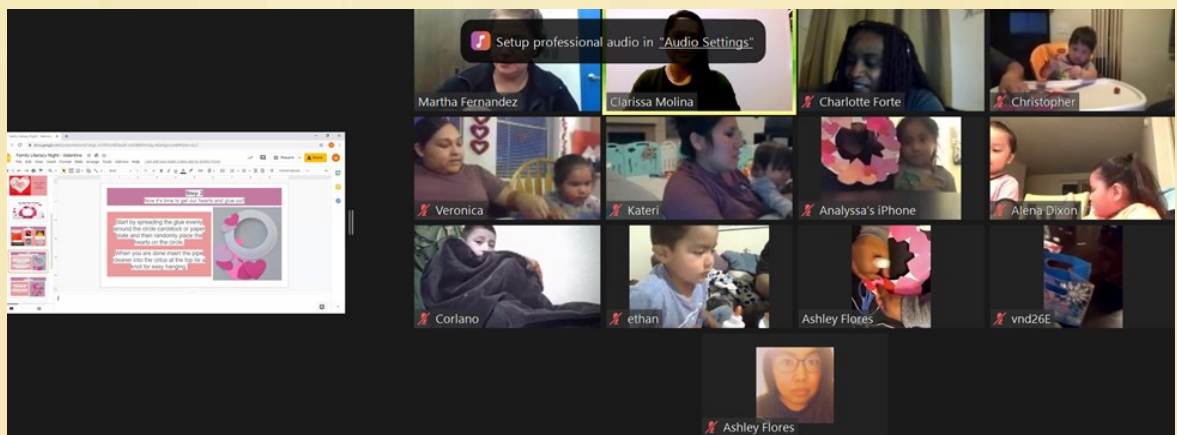 Setup professional audio in "Audio Settings"
Martha Fernandez
Clarissa Molina
Charlotte Forte
Christopher
Family Literacy Night - Valentine
Step 2
Now it's time to get our hearts and glue out!
Start by spreading the glue evenly
around the circle cardstock or paper
plate and then randomly place the
hearts on the circle.
When you are done insert the pipe
cleaner into the circle at the top tie a
knot for easy hanging.
Veronica
Kateri
Analyssa's iPhone
Alena Dixon
Corlano
ethan
Ashley Flores
vnd26E
Ashley Flores